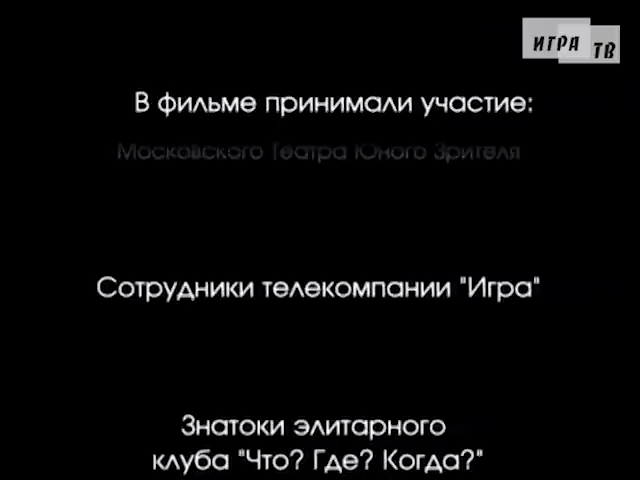 ИГРА ТВ
В фильме принимали участие:
Московского Театра Юного Зрителя
Сотрудники телекомпании "Игра"
Знатоки элитарного
клуба "Что? Где? Когда?"